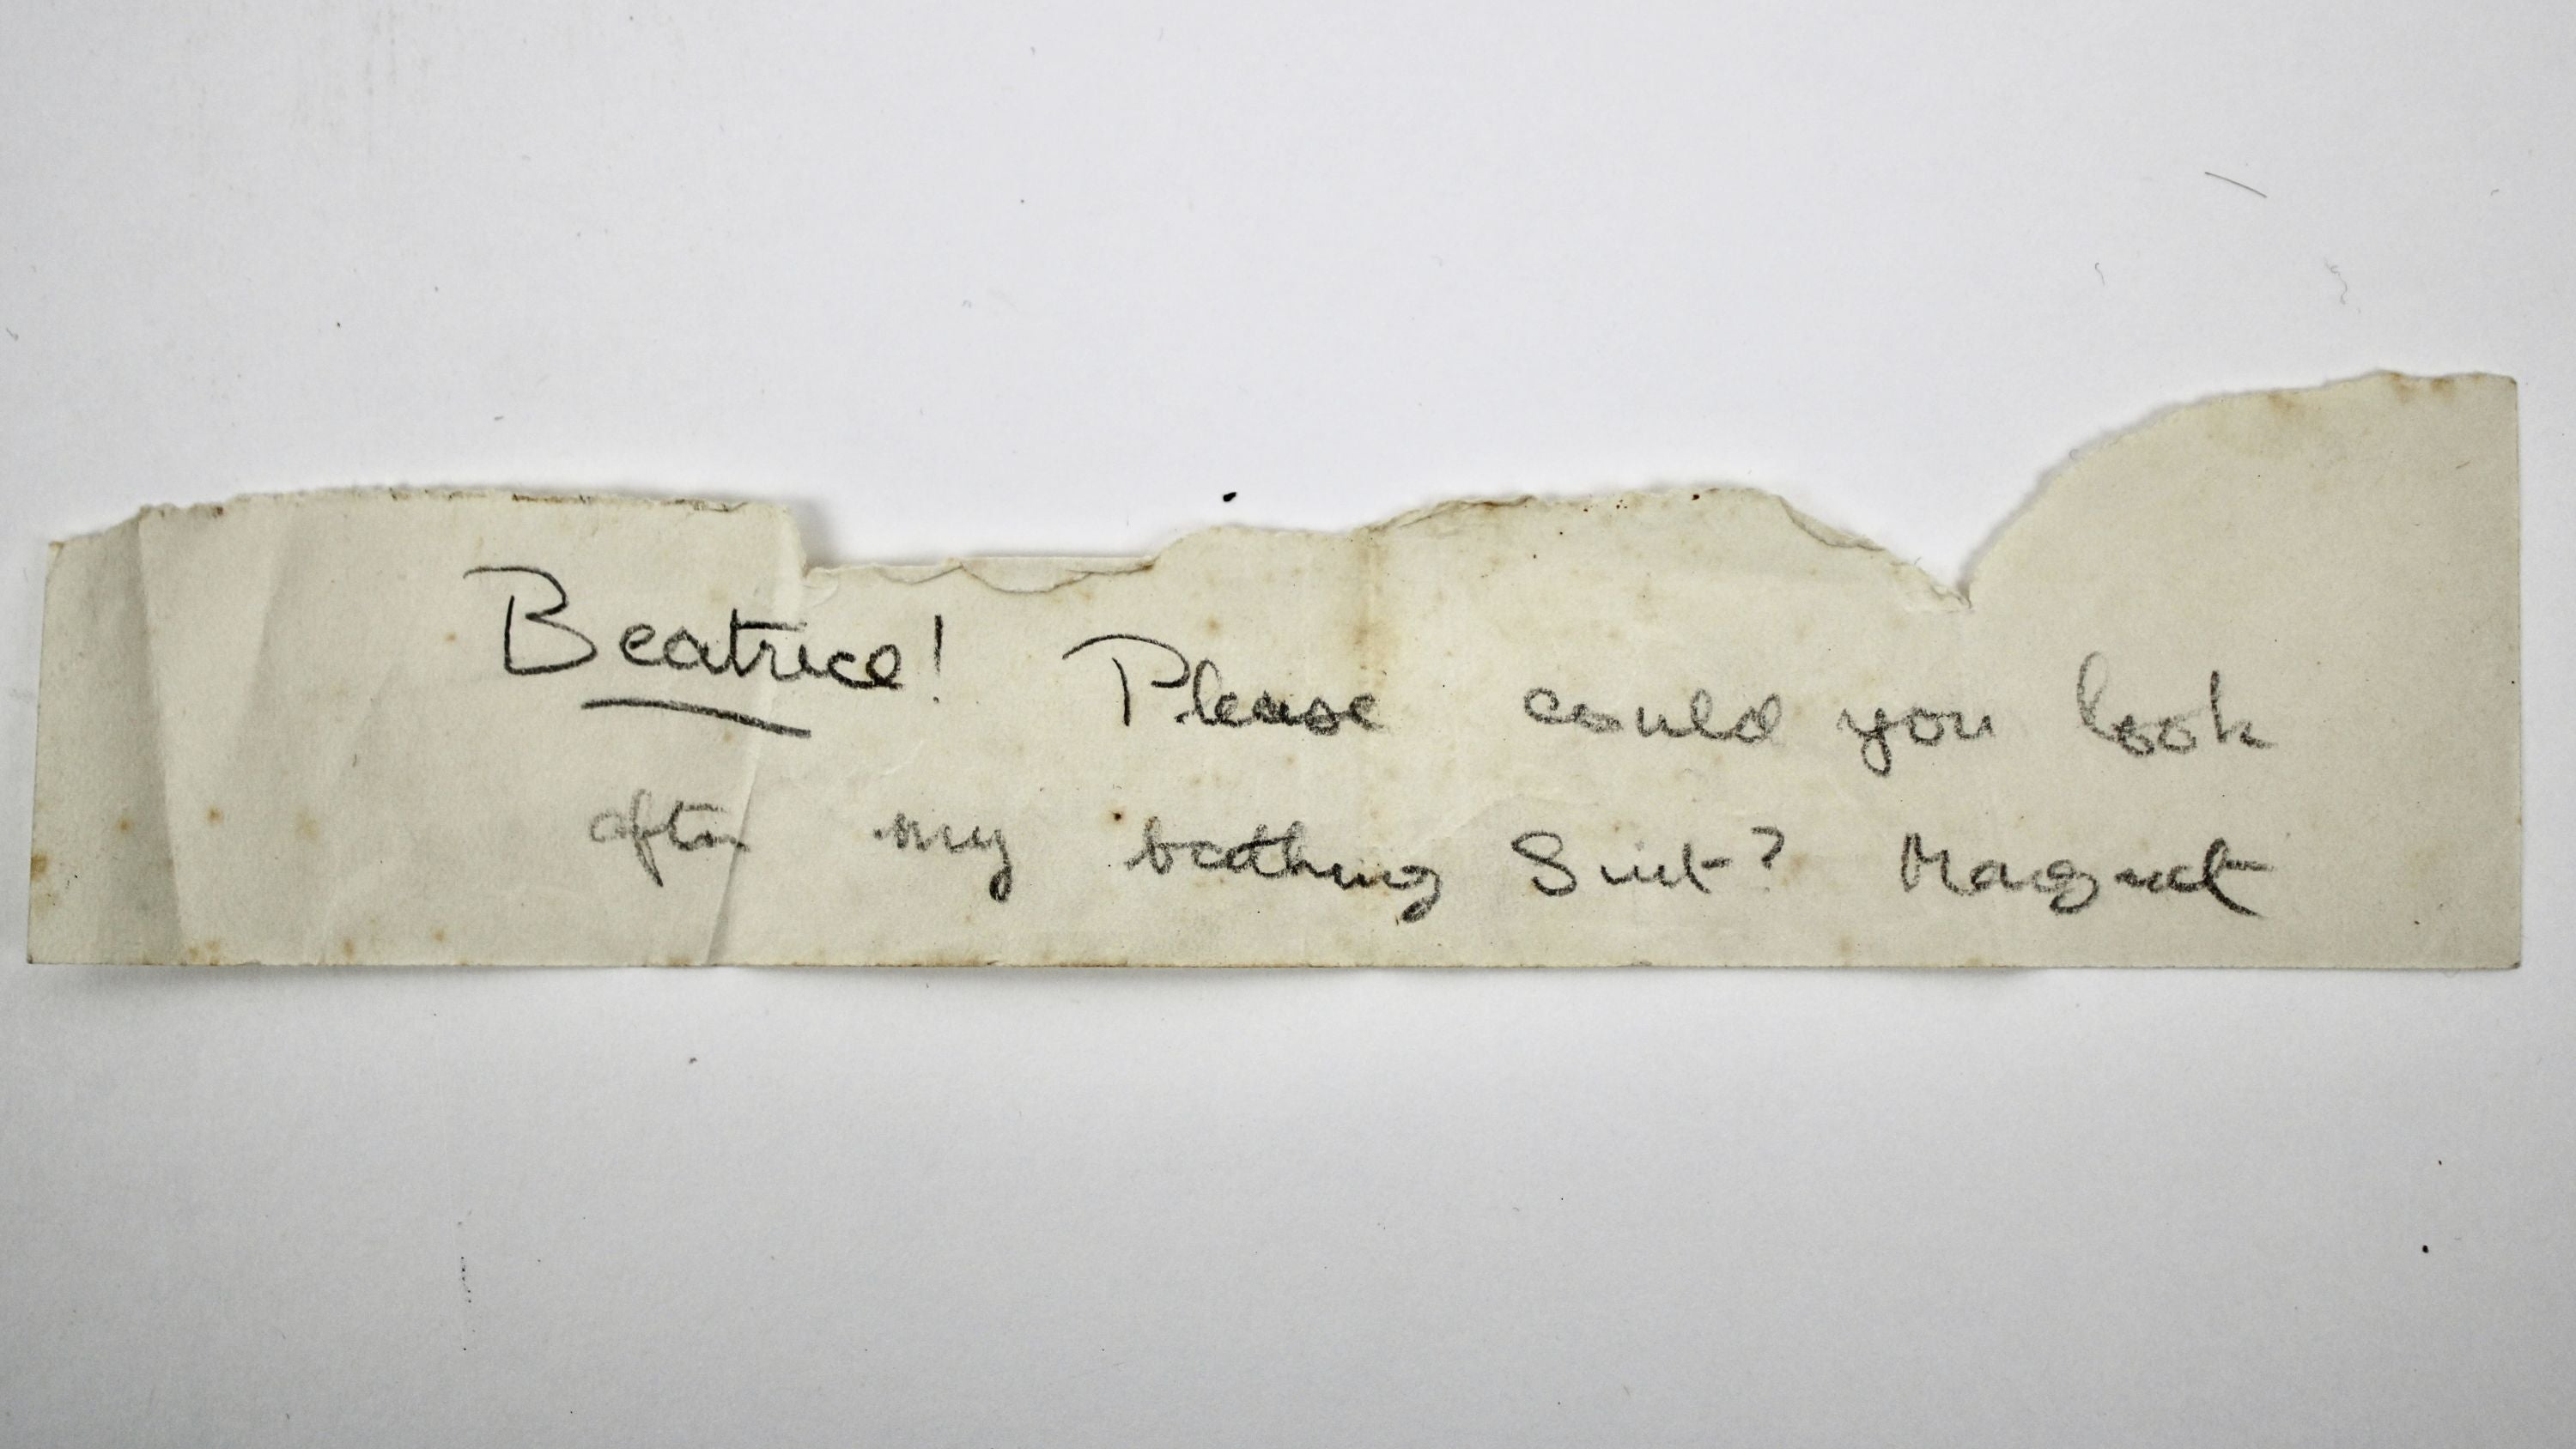 Beatrice! Please could you look
after my bathing Suit? Margaret